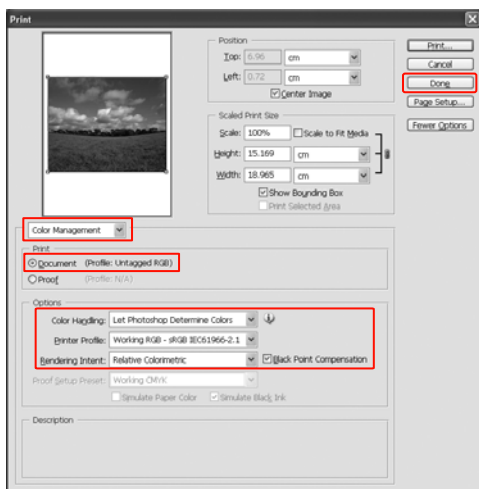 Print
Position
Top: 6.96 cm
Left: 0.72 cm
Center Image
Scaled Print Size
Scale: 100% Scale to Fit Media
Height: 15.169 cm
Width: 18.965 cm
Show Bounding Box
Print Selected Area
Print...
Cancel
Done
Page Setup...
Fewer Options
Color Management
Print
Document (Profile: Untagged RGB)
Proof (Profile: N/A)
Options
Color Handling: Let Photoshop Determine Colors
Printer Profile: Working RGB - sRGB IEC61966-2.1
Rendering Intent: Relative Colorimetric Black Point Compensation
Proof Setup Preset: Working CMYK
Simulate Paper Color Simulate Black Ink
Description